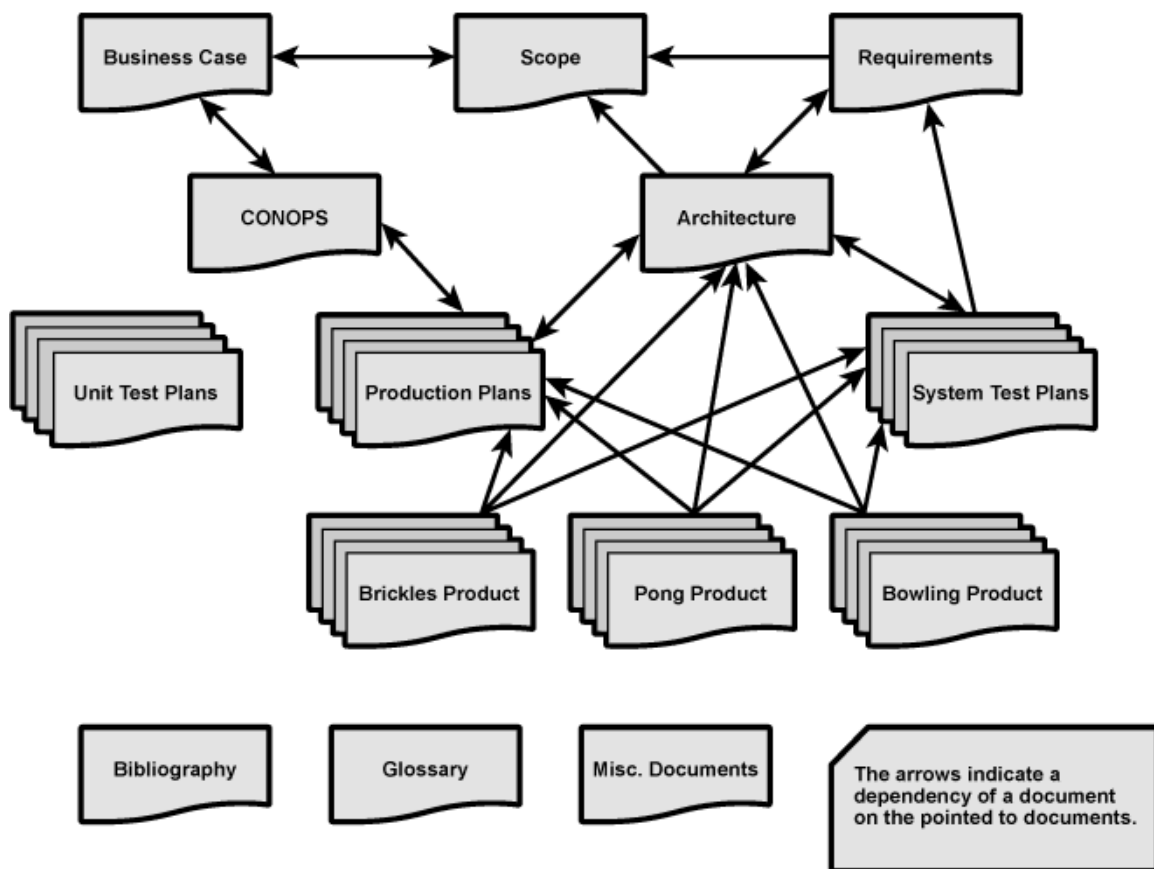 Business Case
Scope
Requirements
CONOPS
Architecture
Unit Test Plans
Production Plans
System Test Plans
Brickles Product
Pong Product
Bowling Product
Bibliography
Glossary
Misc. Documents
The arrows indicate a
dependency of a document
on the pointed to documents.